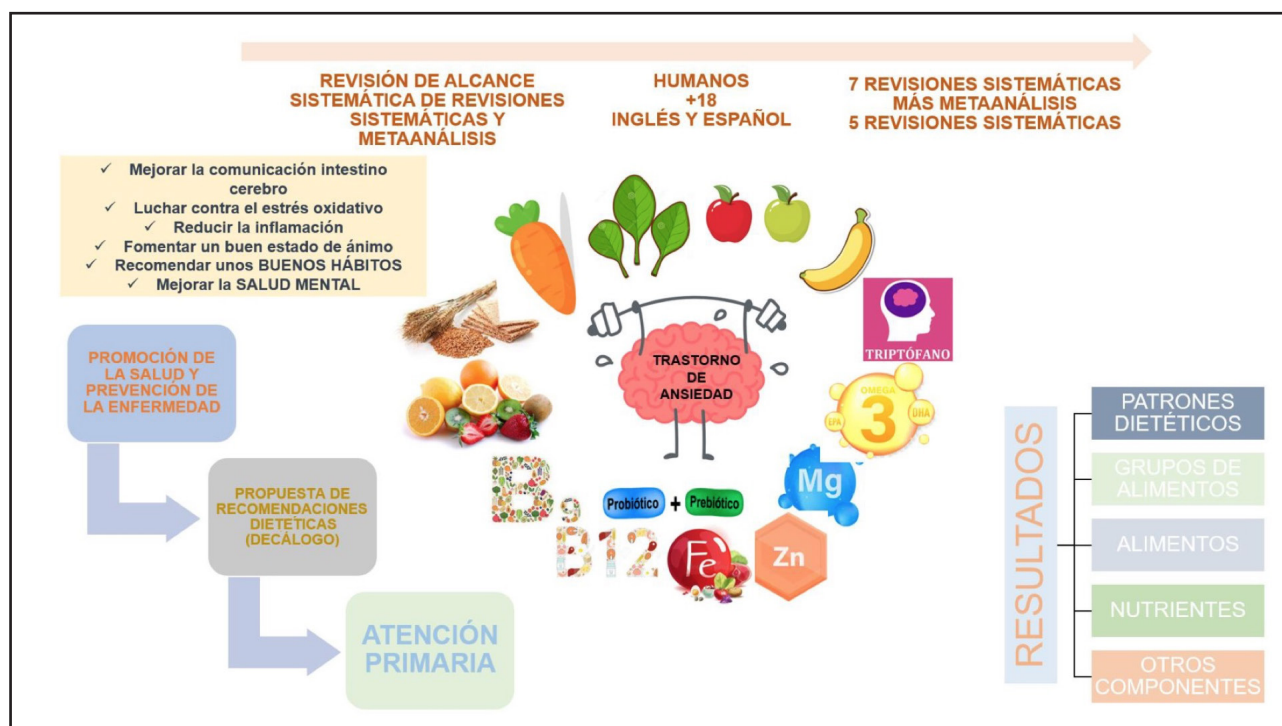 REVISIÓN DE ALCANCE
SISTEMÁTICA DE REVISIONES
SISTEMÁTICAS Y
METAANÁLISIS
HUMANOS
+18
INGLÉS Y ESPAÑOL
7 REVISIONES SISTEMÁTICAS
MÁS METAANÁLISIS
5 REVISIONES SISTEMÁTICAS
✓ Mejorar la comunicación intestino
cerebro
✓ Luchar contra el estrés oxidativo
✓ Reducir la inflamación
✓ Fomentar un buen estado de ánimo
✓ Recomendar unos BUENOS HÁBITOS
✓ Mejorar la SALUD MENTAL
PROMOCIÓN DE
LA SALUD Y
PREVENCIÓN DE
LA ENFERMEDAD
PROPUESTA DE
RECOMENDACIONES
DIETETICAS
(DECÁLOGO)
ATENCIÓN
PRIMARIA
TRASTORNO
DE
ANSIEDAD
TRIPTÓFANO
OMEGA
3
EPA
DHA
Mg
B9
Probiótico + Prebiótico
B12
Fe
Zn
RESULTADOS
PATRONES
DIETÉTICOS
GRUPOS DE
ALIMENTOS
ALIMENTOS
NUTRIENTES
OTROS
COMPONENTES